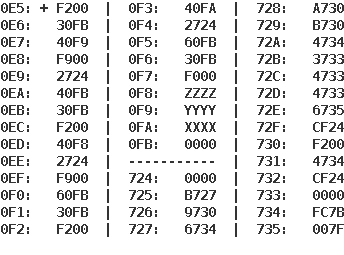 0E5: + F200 | 0F3: 40FA | 728: A730
0E6: 30FB | 0F4: 2724 | 729: B730
0E7: 40F9 | 0F5: 60FB | 72A: 4734
0E8: F900 | 0F6: 30FB | 72B: 3733
0E9: 2724 | 0F7: F000 | 72C: 4733
0EA: 40FB | 0F8: ZZZZ | 72D: 4733
0EB: 30FB | 0F9: YYYY | 72E: 6735
0EC: F200 | 0FA: XXXX | 72F: CF24
0ED: 40F8 | 0FB: 0000 | 730: F200
0EE: 2724 | ----------- | 731: 4734
0EF: F900 | 724: 0000 | 732: CF24
0F0: 60FB | 725: B727 | 733: 0000
0F1: 30FB | 726: 9730 | 734: FC7B
0F2: F200 | 727: 6734 | 735: 007F